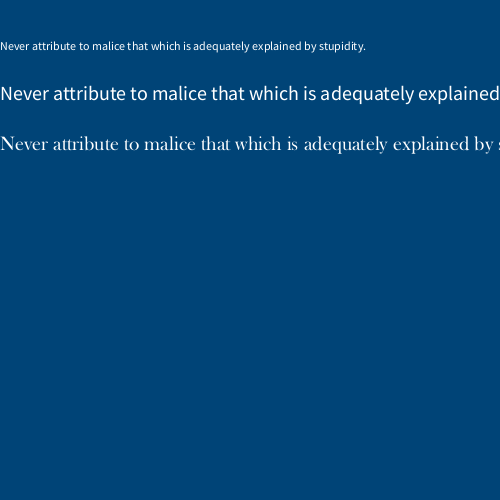 Never attribute to malice that which is adequately explained by stupidity.
Never attribute to malice that which is adequately explained
Never attribute to malice that which is adequately explained by